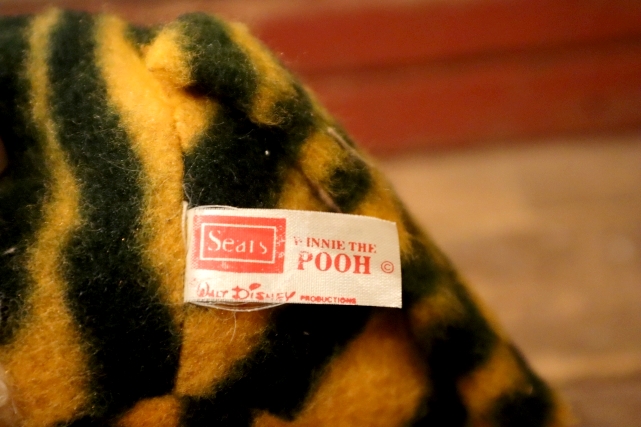 Sears
WINNIE THE
POOH ©
WALT DISNEY PRODUCTIONS